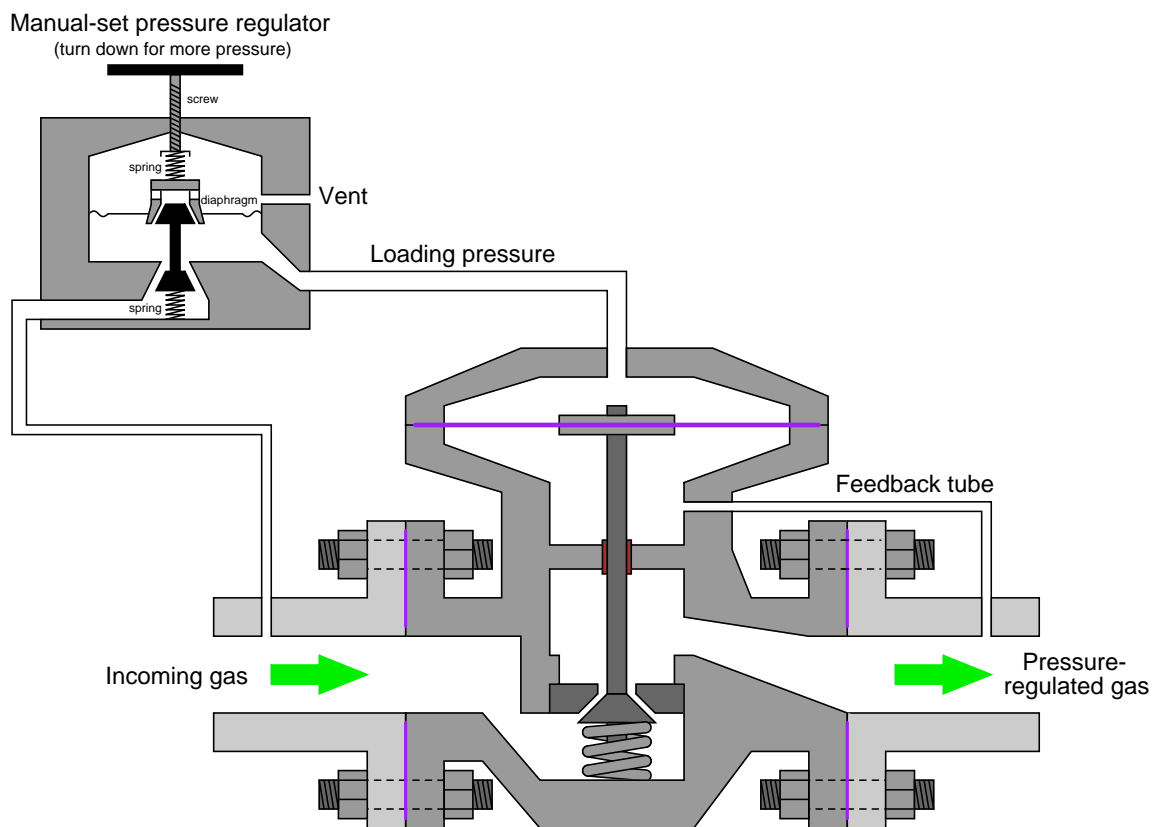 Manual-set pressure regulator
(turn down for more pressure)
screw
spring
diaphragm
Vent
Loading pressure
spring
Feedback tube
Incoming gas
Pressure-
regulated gas